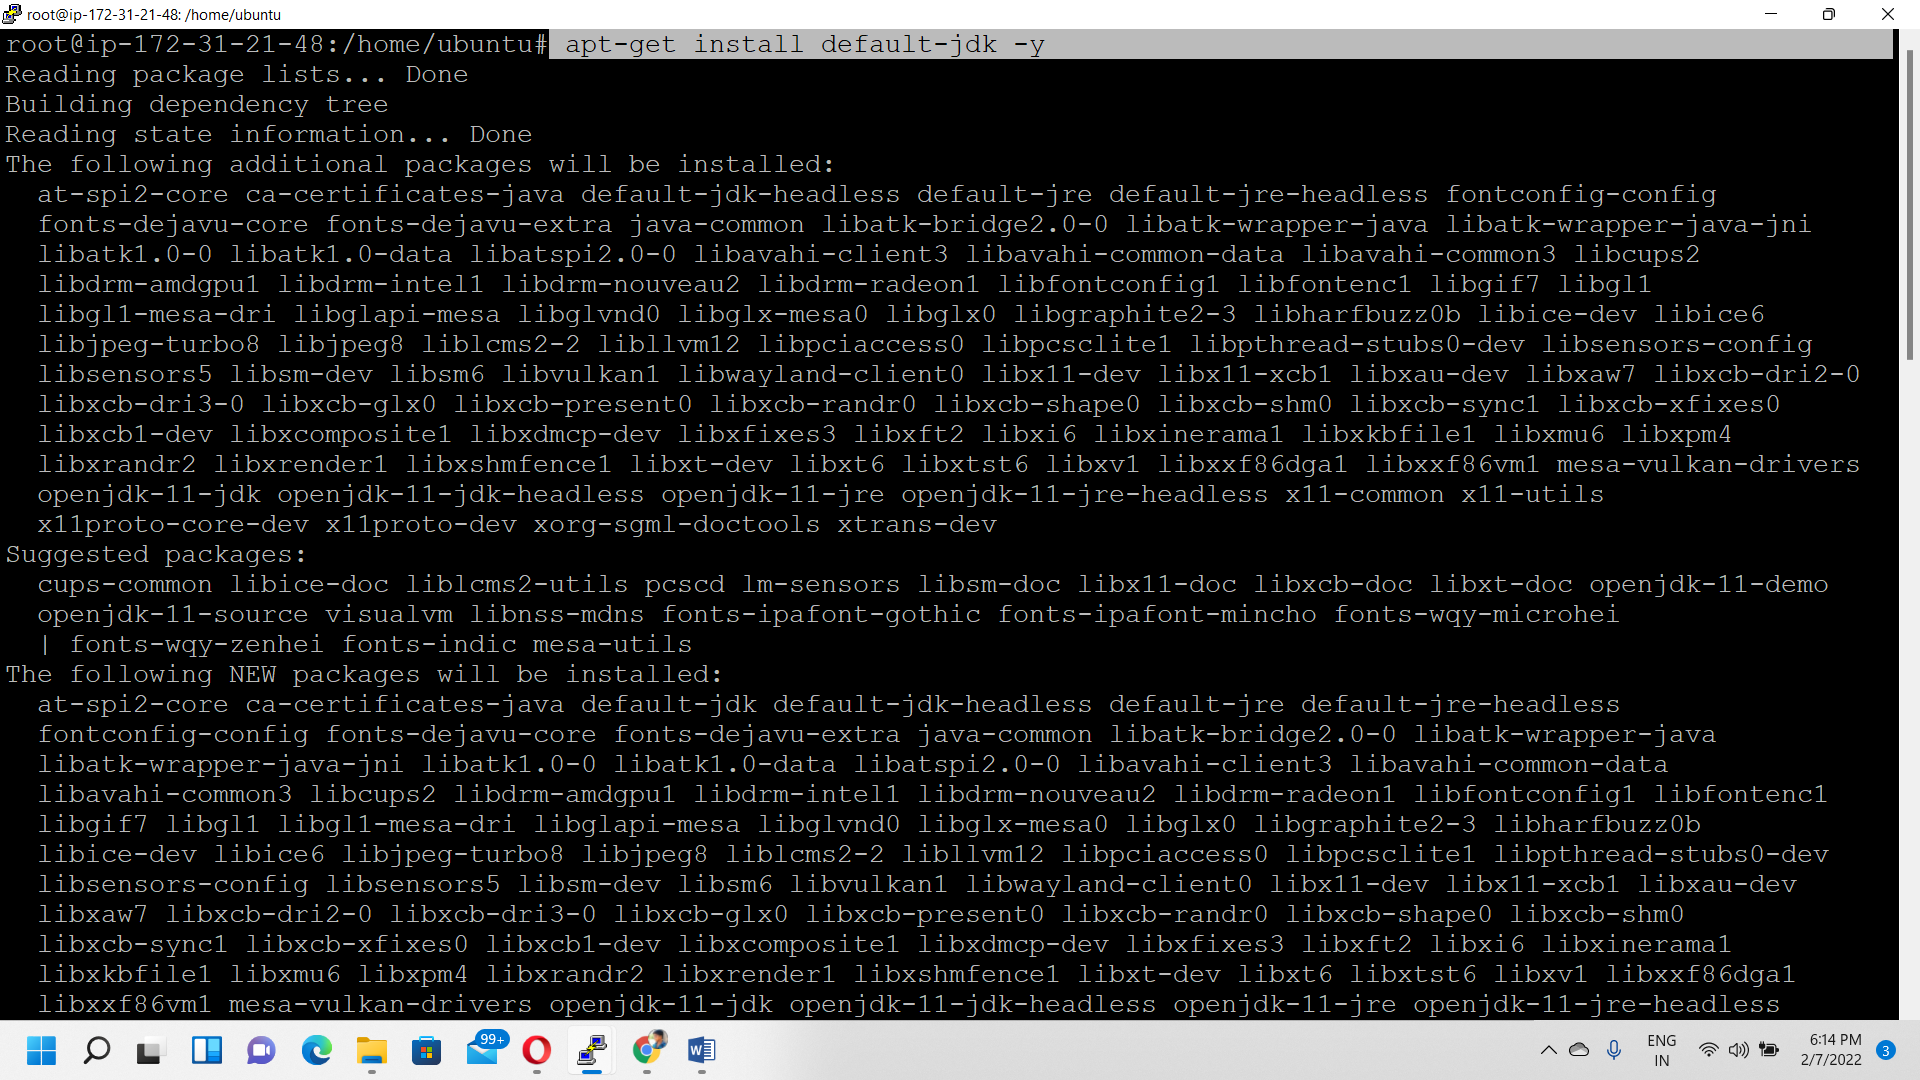 root@ip-172-31-21-48: /home/ubuntu
root@ip-172-31-21-48:/home/ubuntu# apt-get install default-jdk -y
Reading package lists... Done
Building dependency tree
Reading state information... Done
The following additional packages will be installed:
  at-spi2-core ca-certificates-java default-jdk-headless default-jre default-jre-headless fontconfig-config
  fonts-dejavu-core fonts-dejavu-extra java-common libatk-bridge2.0-0 libatk-wrapper-java libatk-wrapper-java-jni
  libatk1.0-0 libatk1.0-data libatspi2.0-0 libavahi-client3 libavahi-common-data libavahi-common3 libcups2
  libdrm-amdgpu1 libdrm-intel1 libdrm-nouveau2 libdrm-radeon1 libfontconfig1 libfontenc1 libgif7 libgl1
  libgl1-mesa-dri libglapi-mesa libglvnd0 libglx-mesa0 libglx0 libgraphite2-3 libharfbuzz0b libice-dev libice6
  libjpeg-turbo8 libjpeg8 liblcms2-2 libllvm12 libpciaccess0 libpcsclite1 libpthread-stubs0-dev libsensors-config
  libsensors5 libsm-dev libsm6 libvulkan1 libwayland-client0 libx11-dev libx11-xcb1 libxau-dev libxaw7 libxcb-dri2-0
  libxcb-dri3-0 libxcb-glx0 libxcb-present0 libxcb-randr0 libxcb-shape0 libxcb-shm0 libxcb-sync1 libxcb-xfixes0
  libxcb1-dev libxcomposite1 libxdmcp-dev libxfixes3 libxft2 libxi6 libxinerama1 libxkbfile1 libxmu6 libxpm4
  libxrandr2 libxrender1 libxshmfence1 libxt-dev libxt6 libxtst6 libxv1 libxxf86dga1 libxxf86vm1 mesa-vulkan-drivers
  openjdk-11-jdk openjdk-11-jdk-headless openjdk-11-jre openjdk-11-jre-headless x11-common x11-utils
  x11proto-core-dev x11proto-dev xorg-sgml-doctools xtrans-dev
Suggested packages:
  cups-common libice-doc liblcms2-utils pcscd lm-sensors libsm-doc libx11-doc libxcb-doc libxt-doc openjdk-11-demo
  openjdk-11-source visualvm libnss-mdns fonts-ipafont-gothic fonts-ipafont-mincho fonts-wqy-microhei
  | fonts-wqy-zenhei fonts-indic mesa-utils
The following NEW packages will be installed:
  at-spi2-core ca-certificates-java default-jdk default-jdk-headless default-jre default-jre-headless
  fontconfig-config fonts-dejavu-core fonts-dejavu-extra java-common libatk-bridge2.0-0 libatk-wrapper-java
  libatk-wrapper-java-jni libatk1.0-0 libatk1.0-data libatspi2.0-0 libavahi-client3 libavahi-common-data
  libavahi-common3 libcups2 libdrm-amdgpu1 libdrm-intel1 libdrm-nouveau2 libdrm-radeon1 libfontconfig1 libfontenc1
  libgif7 libgl1 libgl1-mesa-dri libglapi-mesa libglvnd0 libglx-mesa0 libglx0 libgraphite2-3 libharfbuzz0b
  libice-dev libice6 libjpeg-turbo8 libjpeg8 liblcms2-2 libllvm12 libpciaccess0 libpcsclite1 libpthread-stubs0-dev
  libsensors-config libsensors5 libsm-dev libsm6 libvulkan1 libwayland-client0 libx11-dev libx11-xcb1 libxau-dev
  libxaw7 libxcb-dri2-0 libxcb-dri3-0 libxcb-glx0 libxcb-present0 libxcb-randr0 libxcb-shape0 libxcb-shm0
  libxcb-sync1 libxcb-xfixes0 libxcb1-dev libxcomposite1 libxdmcp-dev libxfixes3 libxft2 libxi6 libxinerama1
  libxkbfile1 libxmu6 libxpm4 libxrandr2 libxrender1 libxshmfence1 libxt-dev libxt6 libxtst6 libxv1 libxxf86dga1
  libxxf86vm1 mesa-vulkan-drivers openjdk-11-jdk openjdk-11-jdk-headless openjdk-11-jre openjdk-11-jre-headless
99+
ENG
IN
6:14 PM
2/7/2022
3